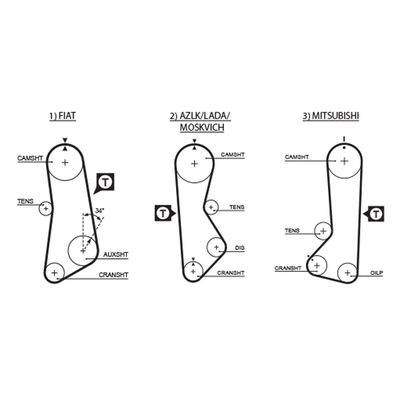 1) FIAT
CAMSHT
TENS
T
34°
AUXSHT
CRANSHT
2) AZLK/LADA/
MOSKVICH
CAMSHT
TENS
T
DIS
CRANSHT
3) MITSUBISHI
CAMSHT
T
TENS
CRANSHT
OILP